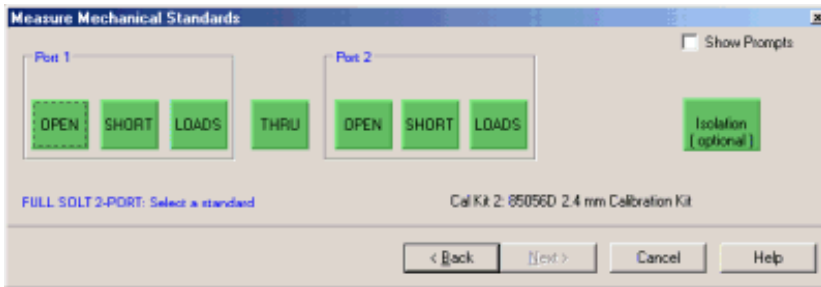 Measure Mechanical Standards
x
Show Prompts
Port 1
Port 2
OPEN SHORT LOADS THRU OPEN SHORT LOADS
Isolation
( optional )
FULL SOLT 2-PORT: Select a standard
Cal Kit 2: 85056D 2.4 mm Calibration Kit
< Back Next > Cancel Help